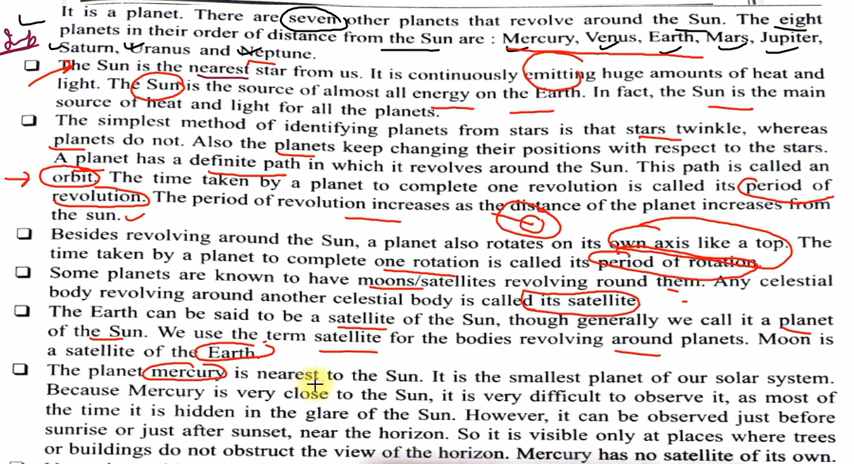 It is a planet. There are seven other planets that revolve around the Sun. The eight
planets in their order of distance from the Sun are : Mercury, Venus, Earth, Mars, Jupiter,
Saturn, Uranus and Neptune.
The Sun is the nearest star from us. It is continuously emitting huge amounts of heat and
light. The Sun is the source of almost all energy on the Earth. In fact, the Sun is the main
source of heat and light for all the planets.
The simplest method of identifying planets from stars is that stars twinkle, whereas
planets do not. Also the planets keep changing their positions with respect to the stars.
A planet has a definite path in which it revolves around the Sun. This path is called an
orbit. The time taken by a planet to complete one revolution is called its period of
revolution. The period of revolution increases as the distance of the planet increases from
the sun.
Besides revolving around the Sun, a planet also rotates on its own axis like a top. The
time taken by a planet to complete one rotation is called its period of rotation.
Some planets are known to have moons/satellites revolving round them. Any celestial
body revolving around another celestial body is called its satellite
The Earth can be said to be a satellite of the Sun, though generally we call it a planet
of the Sun. We use the term satellite for the bodies revolving around planets. Moon is
a satellite of the Earth.
The planet mercury is nearest to the Sun. It is the smallest planet of our solar system.
Because Mercury is very close to the Sun, it is very difficult to observe it, as most of
the time it is hidden in the glare of the Sun. However, it can be observed just before
sunrise or just after sunset, near the horizon. So it is visible only at places where trees
or buildings do not obstruct the view of the horizon. Mercury has no satellite of its own.